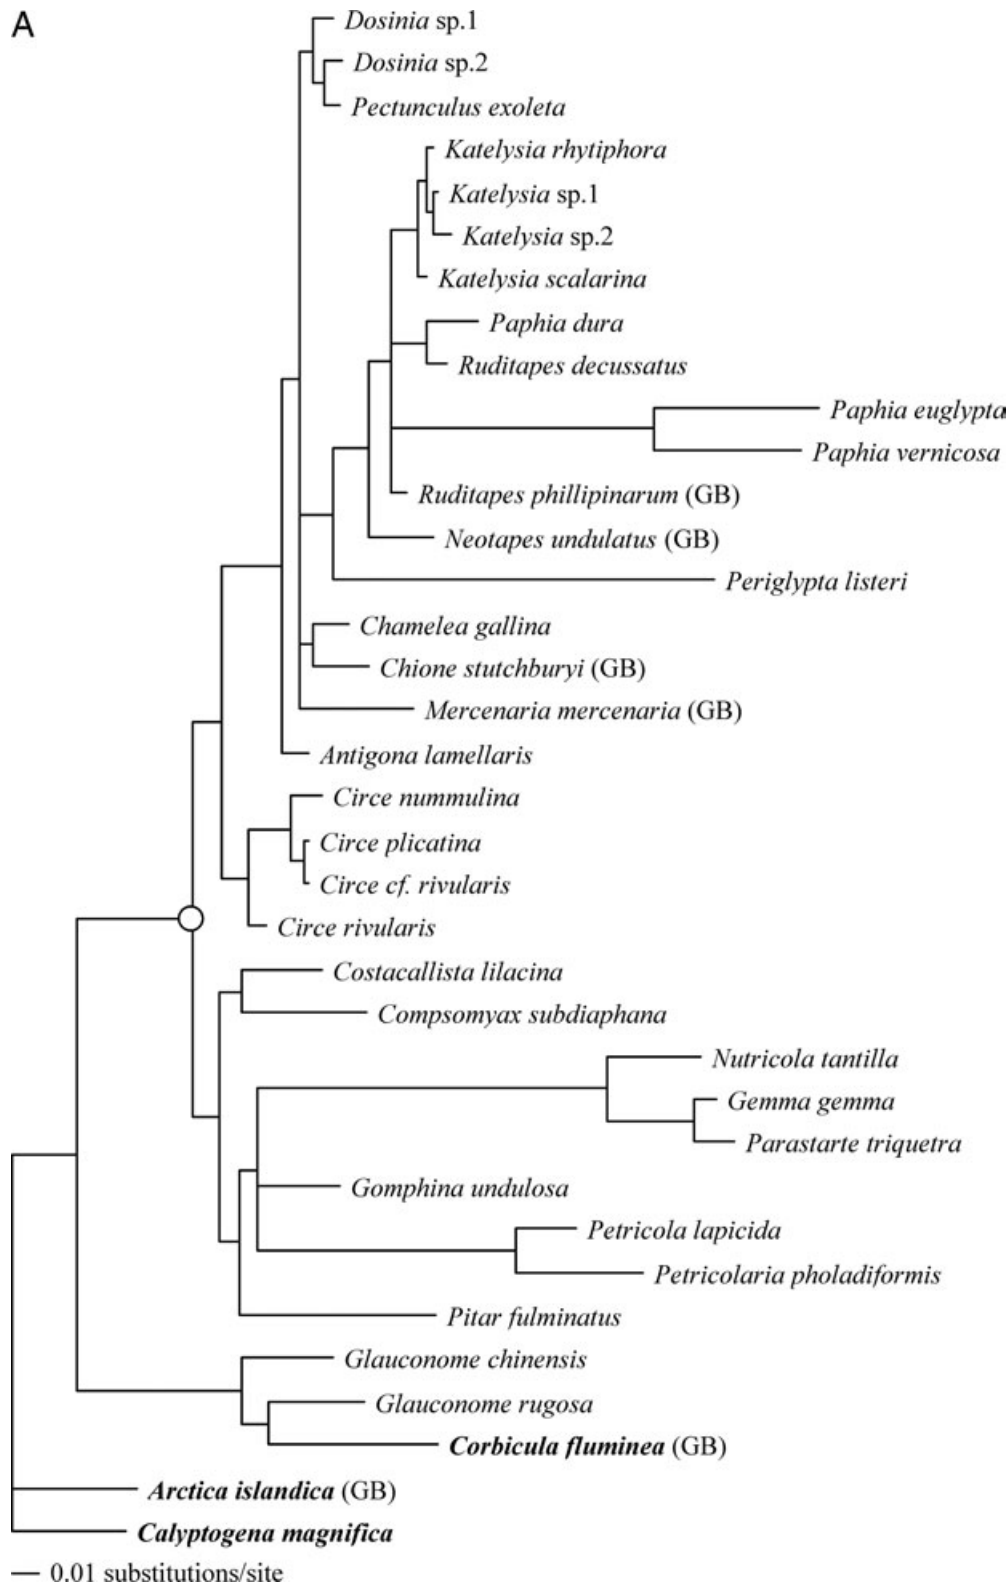 A
Dosinia sp.1
Dosinia sp.2
Pectunculus exoleta
Katelysia rhytiphora
Katelysia sp.1
Katelysia sp.2
Katelysia scalarina
Paphia dura
Ruditapes decussatus
Paphia euglypta
Paphia vernicosa
Ruditapes phillipinarum (GB)
Neotapes undulatus (GB)
Periglypta listeri
Chamelea gallina
Chione stutchburyi (GB)
Mercenaria mercenaria (GB)
Antigona lamellaris
Circe nummulina
Circe plicatina
Circe cf. rivularis
Circe rivularis
Costacallista lilacina
Compsomyax subdiaphana
Nutricola tantilla
Gemma gemma
Parastarte triquetra
Gomphina undulosa
Petricola lapicida
Petricolaria pholadiformis
Pitar fulminatus
Glauconome chinensis
Glauconome rugosa
Corbicula fluminea (GB)
Arctica islandica (GB)
Calyptogena magnifica
0.01 substitutions/site